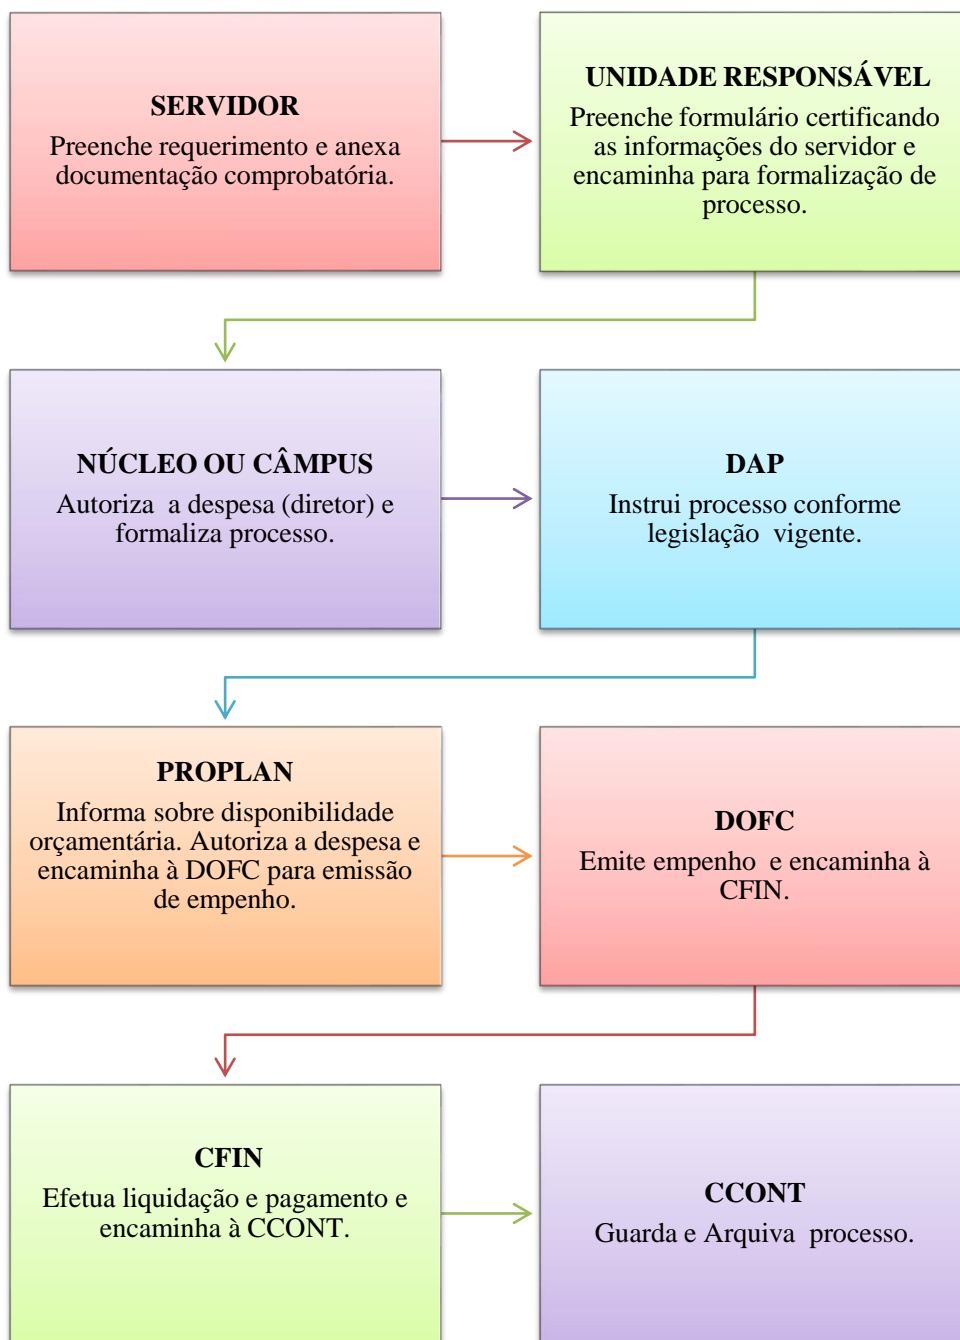 SERVIDOR
Preenche requerimento e anexa
documentação comprobatória.
UNIDADE RESPONSÁVEL
Preenche formulário certificando
as informações do servidor e
encaminha para formalização de
processo.
NÚCLEO OU CÂMPUS
Autoriza a despesa (diretor) e
formaliza processo.
DAP
Instrui processo conforme
legislação vigente.
PROPLAN
Informa sobre disponibilidade
orçamentária. Autoriza a despesa e
encaminha à DOFC para emissão
de empenho.
DOFC
Emite empenho e encaminha à
CFIN.
CFIN
Efetua liquidação e pagamento e
encaminha à CCONT.
CCONT
Guarda e Arquiva processo.